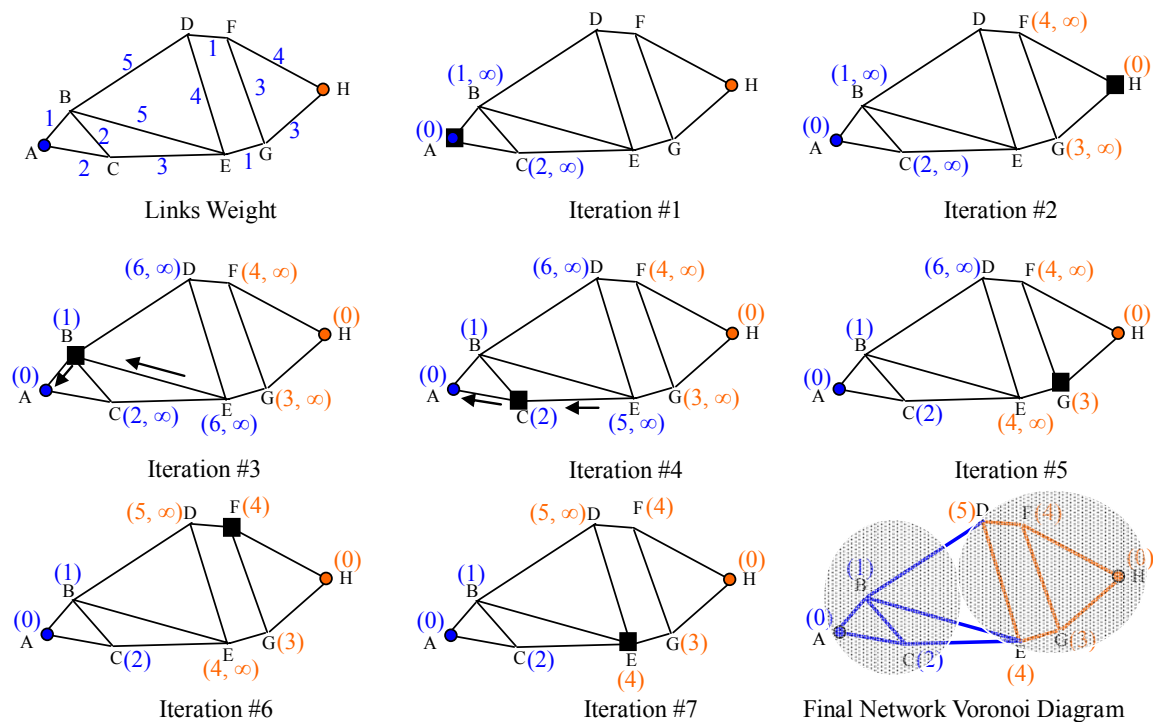 D F
1 4
5
B 5 4 3 H
1 2 3
A 2 C 3 E 1 G
Links Weight
D F
(1, ∞)
B H
(0)
A C (2, ∞) E G
Iteration #1
D F (4, ∞)
(0)
(1, ∞) H
B
(0)
A C (2, ∞) E G (3, ∞)
Iteration #2
(6, ∞) D F (4, ∞)
(0)
(1) H
B
(0)
A C (2, ∞) E G (3, ∞)
(6, ∞)
Iteration #3
(6, ∞) D F (4, ∞)
(0)
(1) H
B
(0)
A C (2) E G (3, ∞)
(5, ∞)
Iteration #4
(6, ∞) D F (4, ∞)
(0)
(1) H
B
(0)
A C (2) E G (3)
(4, ∞)
Iteration #5
(5, ∞) D F (4)
(0)
(1) H
B
(0)
A C (2) E G (3)
(4, ∞)
Iteration #6
(5, ∞) D F (4)
(0)
(1) H
B
(0)
A C (2) E G (3)
(4)
Iteration #7
(5) D F (4)
(0)
(1) H
B
(0)
A C (2) E G (3)
(4)
Final Network Voronoi Diagram